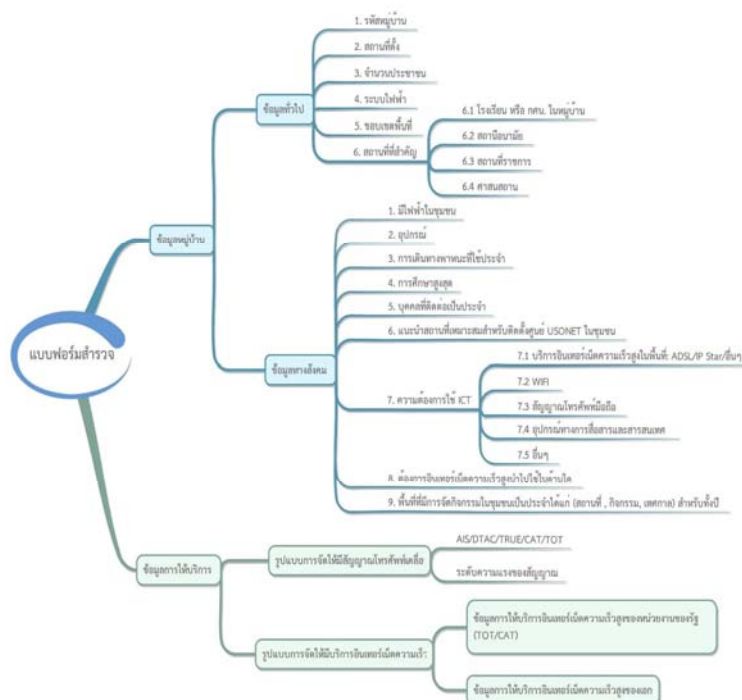 แบบฟอร์มสำรวจ
ข้อมูลหมู่บ้าน
ข้อมูลทั่วไป
1. รหัสหมู่บ้าน
2. สถานที่ตั้ง
3. จำนวนประชาชน
4. ระบบไฟฟ้า
5. ขอบเขตพื้นที่
6. สถานที่ที่สำคัญ
6.1 โรงเรียน หรือ กศน. ในหมู่บ้าน
6.2 สถานีอนามัย
6.3 สถานที่ราชการ
6.4 ศาสนสถาน
ข้อมูลทางสังคม
1. มีไฟฟ้าในชุมชน
2. อุปกรณ์
3. การเดินทางพาหนะที่ใช้ประจำ
4. การศึกษาสูงสุด
5. บุคคลที่ติดต่อเป็นประจำ
6. แนะนำสถานที่เหมาะสมสำหรับติดตั้งศูนย์ USONET ในชุมชน
7. ความต้องการใช้ ICT
7.1 บริการอินเทอร์เน็ตความเร็วสูงในพื้นที่: ADSL/IP Star/อื่นๆ
7.2 WIFI
7.3 สัญญาณโทรศัพท์มือถือ
7.4 อุปกรณ์ทางการสื่อสารและสารสนเทศ
7.5 อื่นๆ
8. ต้องการอินเทอร์เน็ตความเร็วสูงนำไปใช้ในด้านใด
9. พื้นที่ที่มีการจัดกิจกรรมในชุมชนเป็นประจำได้แก่ (สถานที่ , กิจกรรม, เทศกาล) สำหรับทั้งปี
ข้อมูลการให้บริการ
รูปแบบการจัดให้มีสัญญาณโทรศัพท์เคลื่อ
AIS/DTAC/TRUE/CAT/TOT
ระดับความแรงของสัญญาณ
รูปแบบการจัดให้มีบริการอินเทอร์เน็ตความเร็ว
ข้อมูลการให้บริการอินเทอร์เน็ตความเร็วสูงของหน่วยงานของรัฐ
(TOT/CAT)
ข้อมูลการให้บริการอินเทอร์เน็ตความเร็วสูงของเอก